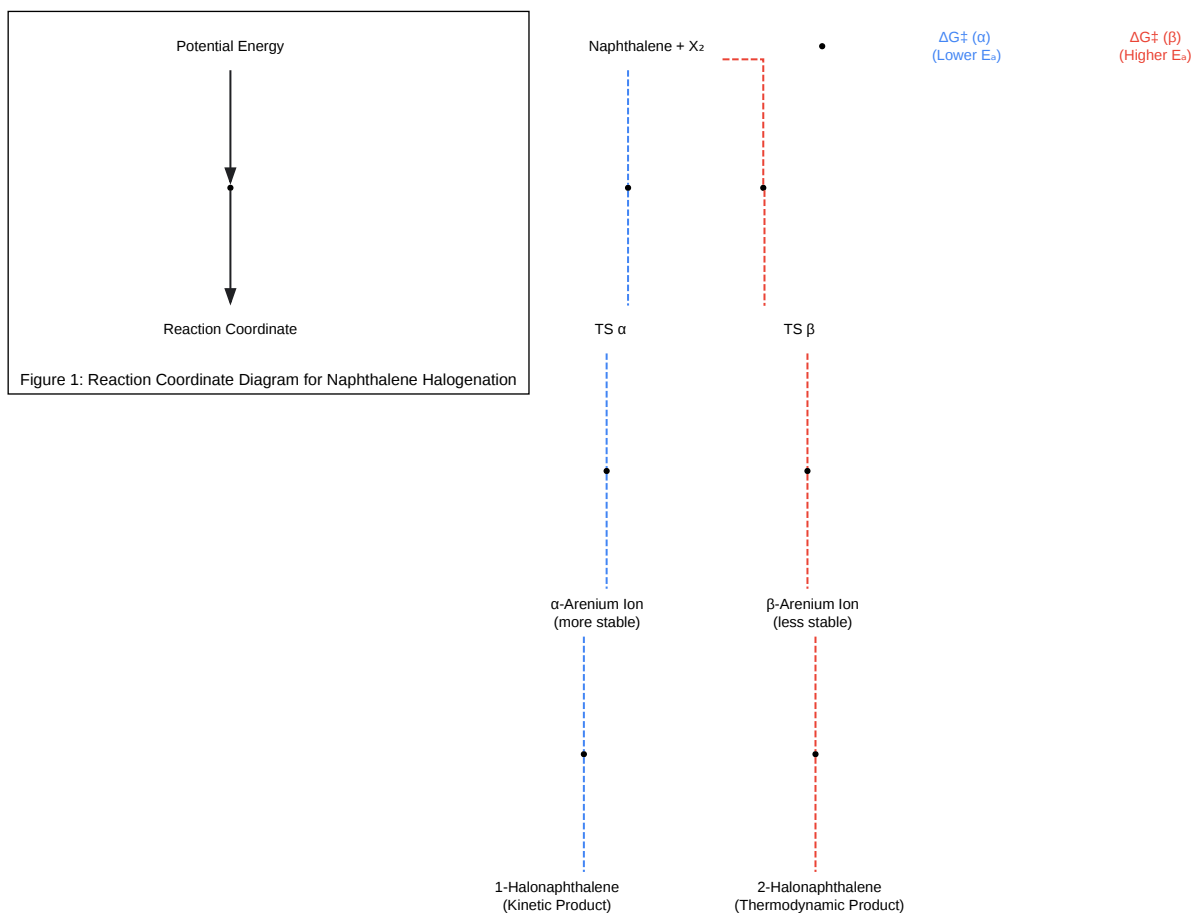 Potential Energy
Reaction Coordinate
Figure 1: Reaction Coordinate Diagram for Naphthalene Halogenation
Naphthalene + X₂
ΔG‡ (α)
(Lower Eₐ)
ΔG‡ (β)
(Higher Eₐ)
TS α
TS β
α-Arenium Ion
(more stable)
β-Arenium Ion
(less stable)
1-Halonaphthalene
(Kinetic Product)
2-Halonaphthalene
(Thermodynamic Product)